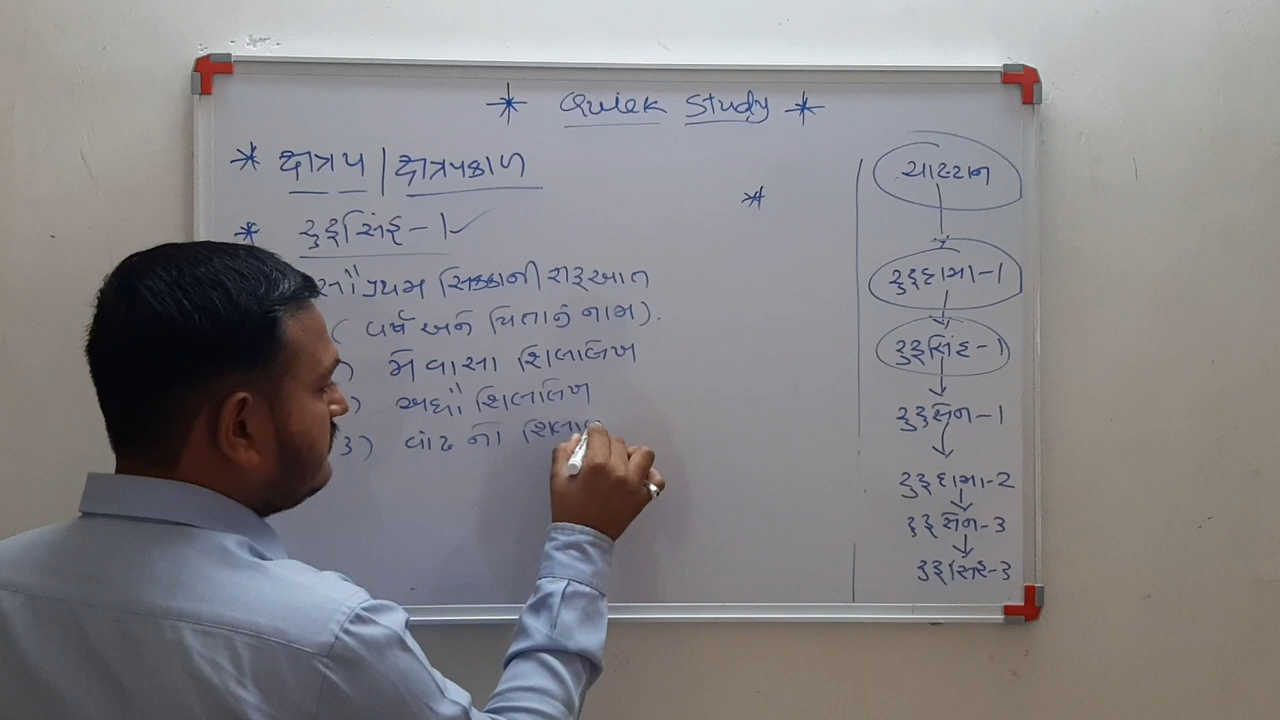 * Quick Study *
* ક્ષત્રપ | ક્ષત્રપકાળ
* રુદ્રસિંહ-1
સૌપ્રથમ સિક્કાની શરૂઆત
( વર્ષ અને પિતાનું નામ).
) મેવાસા શિલાલેખ
) અંધૌ શિલાલેખ
3) વાંઢ નો શિલા
*
ચાષ્ટન
રુદ્રદામા-1
રુદ્રસિંહ-1
રુદ્રસેન-1
રુદ્રદામા-2
રુદ્રસેન-3
રુદ્રસિંહ-3